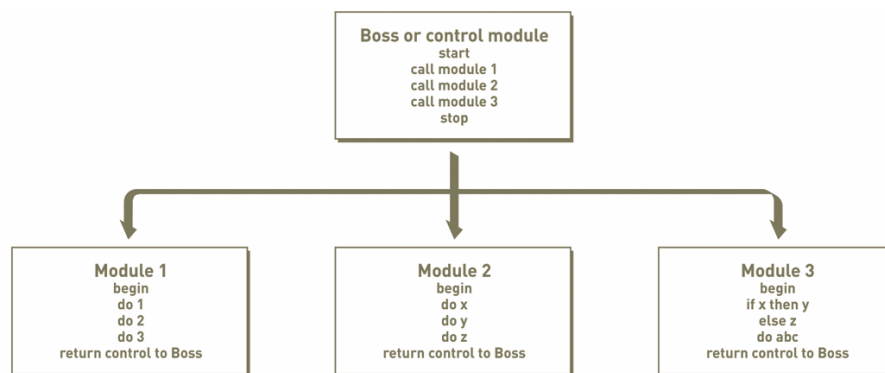 Boss or control module
start
call module 1
call module 2
call module 3
stop
Module 1
begin
do 1
do 2
do 3
return control to Boss
Module 2
begin
do x
do y
do z
return control to Boss
Module 3
begin
if x then y
else z
do abc
return control to Boss